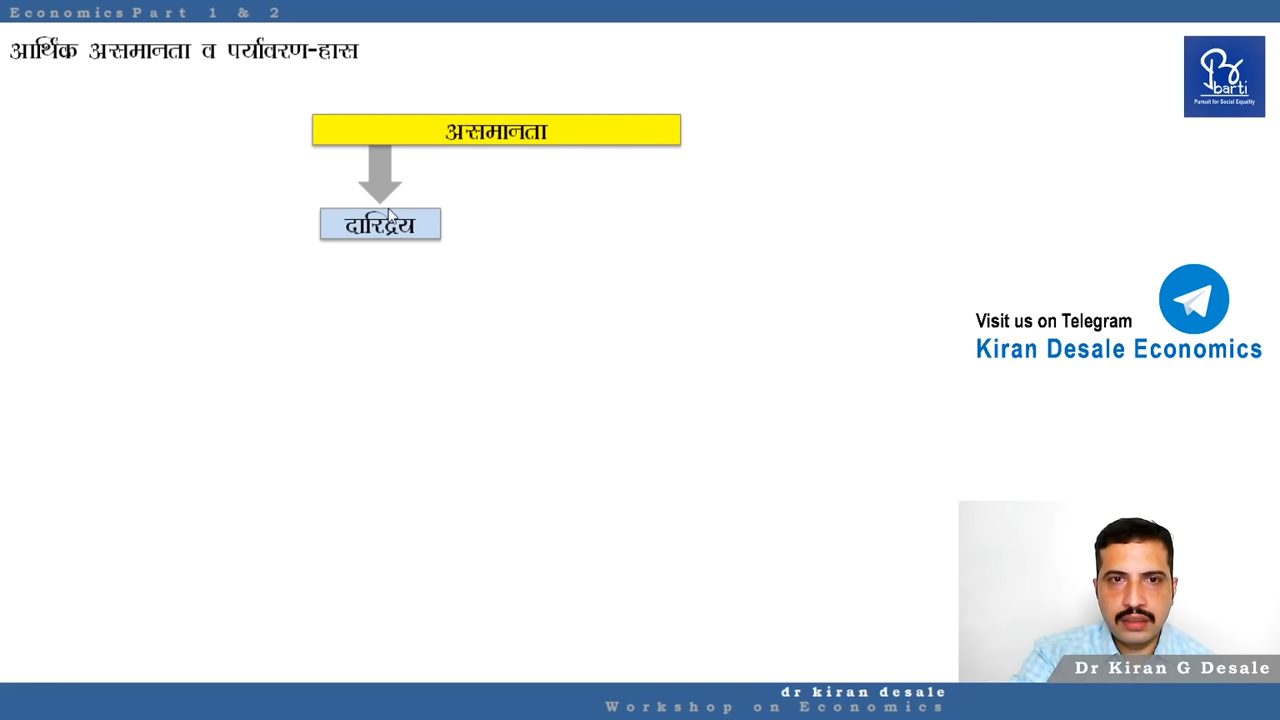 Economics Part 1 & 2
आर्थिक असमानता व पर्यावरण-ह्रास
barti
Pursuit for Social Equality
असमानता
दारिद्र्य
Visit us on Telegram
Kiran Desale Economics
Dr Kiran G Desale
dr kiran desale
Workshop on Economics